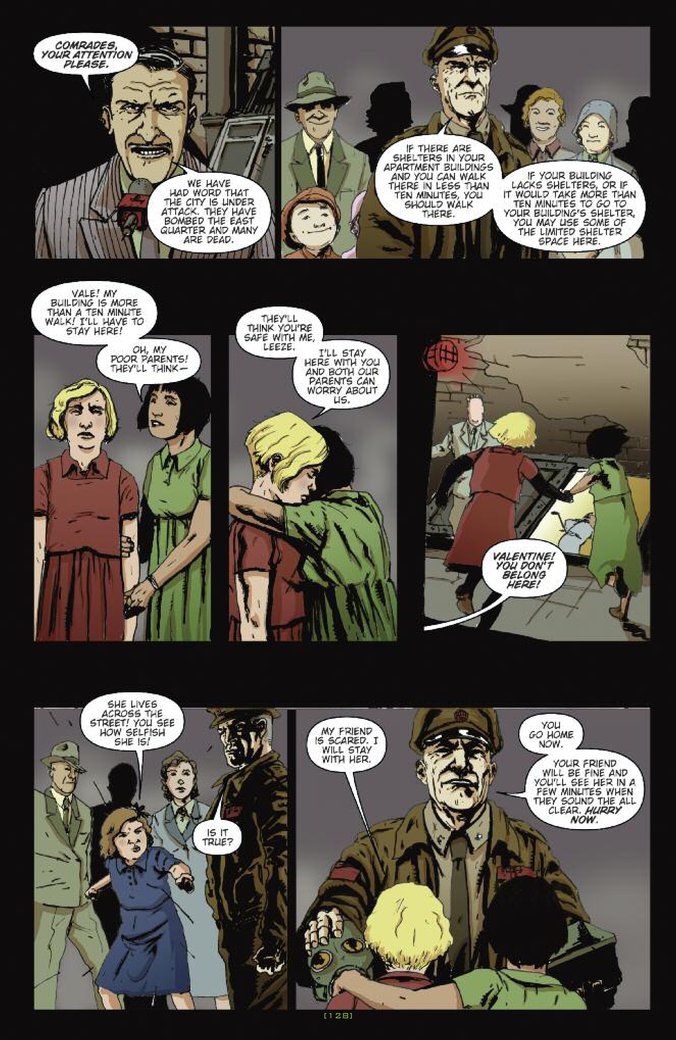 COMRADES,
YOUR ATTENTION
PLEASE.
WE HAVE
HAD WORD THAT
THE CITY IS UNDER
ATTACK. THEY HAVE
BOMBED THE EAST
QUARTER AND MANY
ARE DEAD.
IF THERE ARE
SHELTERS IN YOUR
APARTMENT BUILDINGS
AND YOU CAN WALK
THERE IN LESS THAN
TEN MINUTES, YOU
SHOULD WALK
THERE.
IF YOUR BUILDING
LACKS SHELTERS, OR IF
IT WOULD TAKE MORE THAN
TEN MINUTES TO GO TO
YOUR BUILDING'S SHELTER,
YOU MAY USE SOME OF
THE LIMITED SHELTER
SPACE HERE.
VALE! MY
BUILDING IS MORE
THAN A TEN MINUTE
WALK! I'LL HAVE TO
STAY HERE!
OH, MY
POOR PARENTS!
THEY'LL THINK—
THEY'LL
THINK YOU'RE
SAFE WITH ME,
LEEZE.
I'LL STAY
HERE WITH YOU
AND BOTH OUR
PARENTS CAN
WORRY ABOUT
US.
VALENTINE!
YOU DON'T
BELONG
HERE!
SHE LIVES
ACROSS THE
STREET! YOU SEE
HOW SELFISH
SHE IS!
IS IT
TRUE?
MY FRIEND
IS SCARED. I
WILL STAY
WITH HER.
YOU
GO HOME
NOW.
YOUR FRIEND
WILL BE FINE AND
YOU'LL SEE HER IN A
FEW MINUTES WHEN
THEY SOUND THE ALL
CLEAR. HURRY
NOW.
[128]